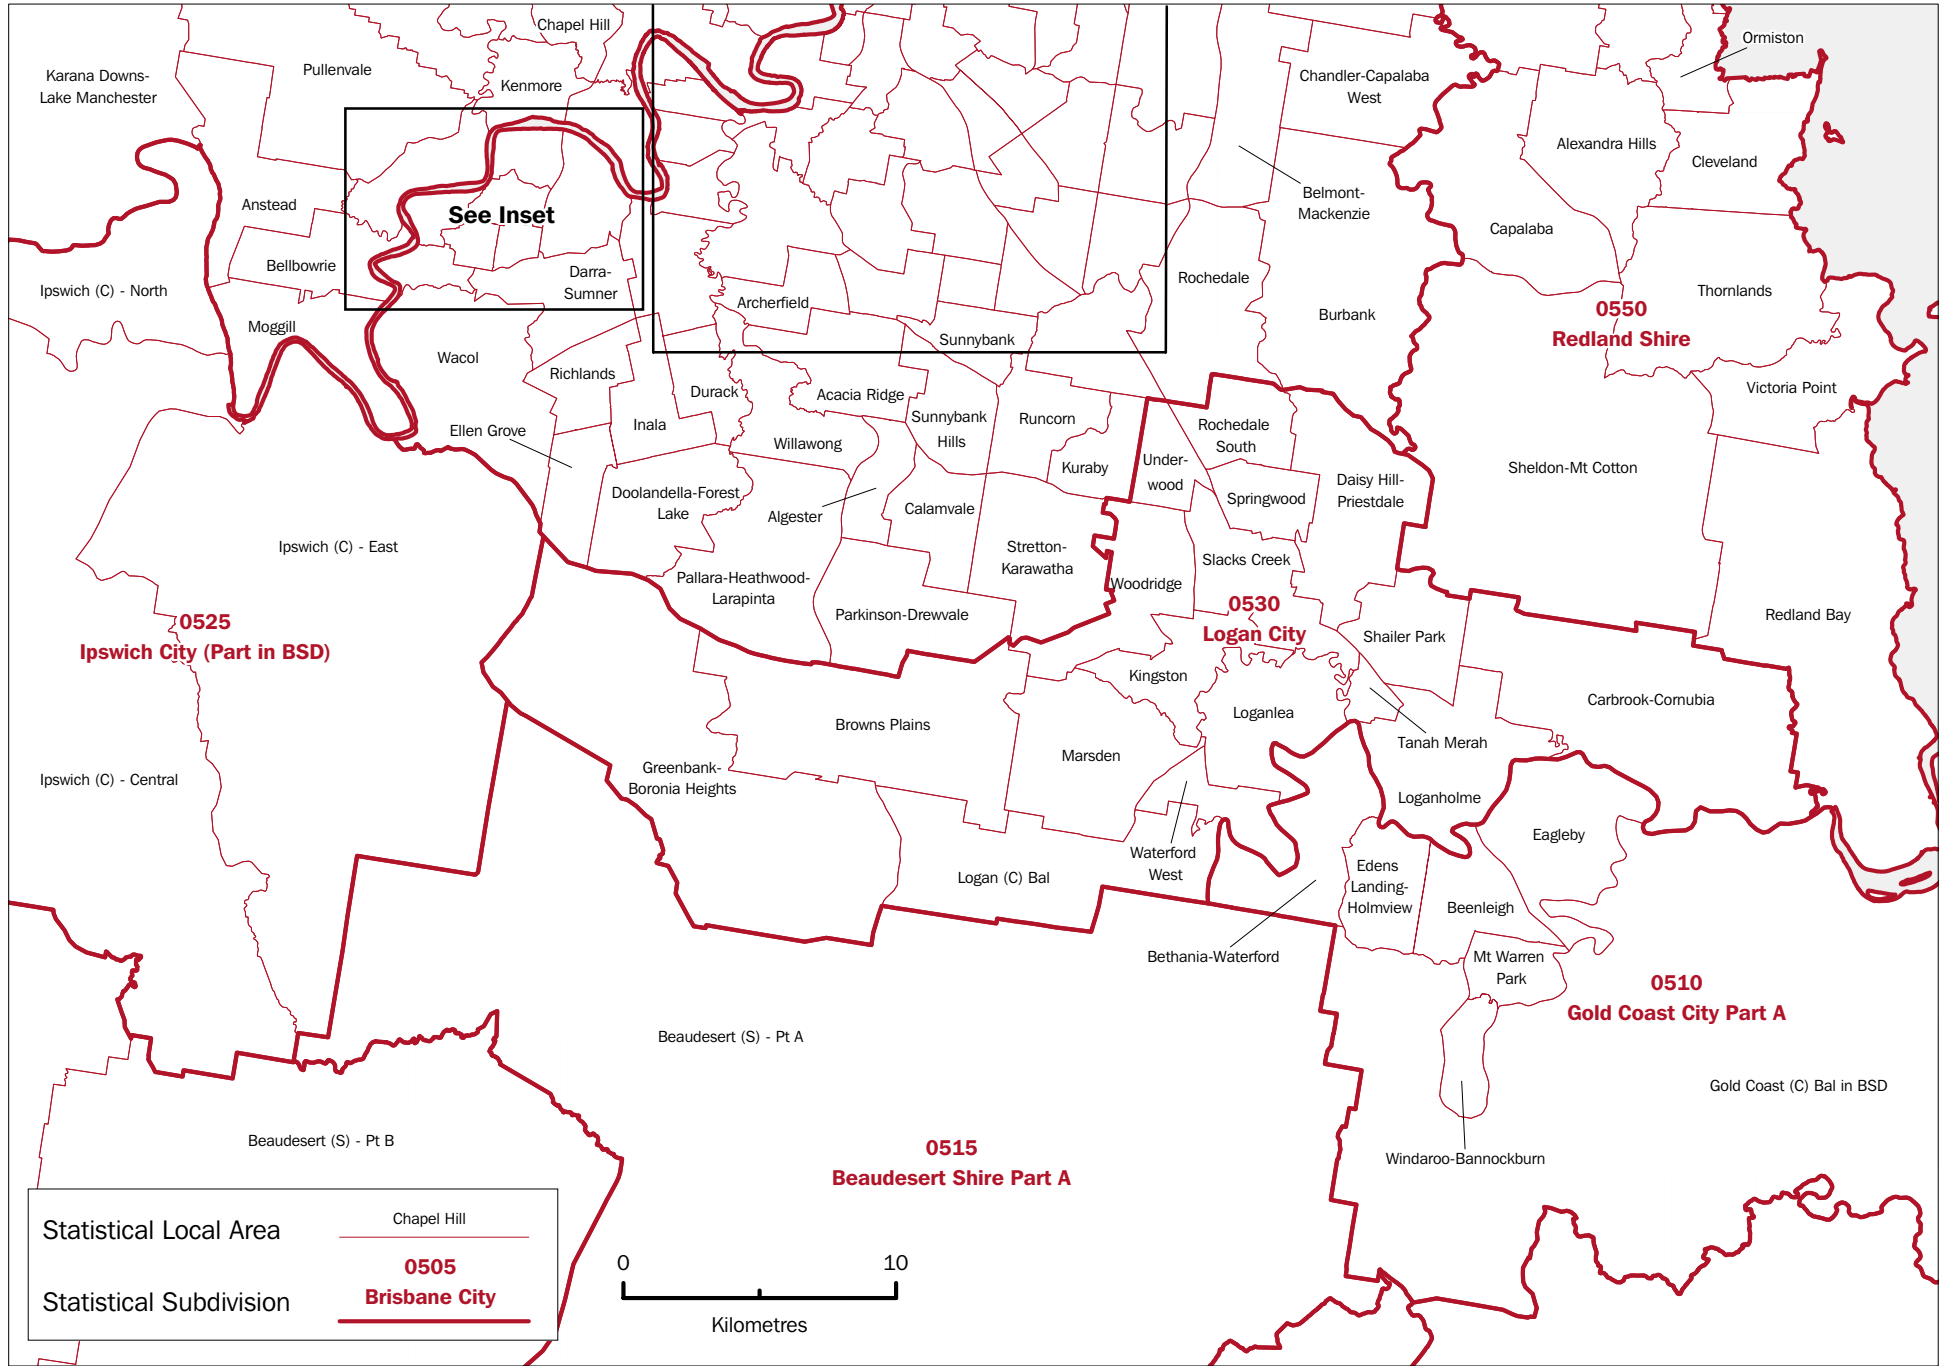 Chapel Hill
Ormiston
Karana Downs-
Lake Manchester
Pullenvale
Kenmore
Chandler-Capalaba
West
Alexandra Hills
Cleveland
Anstead
See Inset
Belmont-
Mackenzie
Capalaba
Bellbowrie
Darra-
Sumner
Rochedale
Ipswich (C) - North
Thornlands
Archerfield
0550
Redland Shire
Burbank
Moggill
Sunnybank
Wacol
Richlands
Durack
Acacia Ridge
Victoria Point
Sunnybank
Hills
Runcorn
Rochedale
South
Inala
Ellen Grove
Willawong
Kuraby
Under-
wood
Sheldon-Mt Cotton
Daisy Hill-
Priestdale
Springwood
Doolandella-Forest
Lake
Algester
Calamvale
Ipswich (C) - East
Stretton-
Karawatha
Slacks Creek
Woodridge
Pallara-Heathwood-
Larapinta
Parkinson-Drewvale
0530
Logan City
Redland Bay
0525
Ipswich City (Part in BSD)
Shailer Park
Kingston
Carbrook-Cornubia
Loganlea
Browns Plains
Tanah Merah
Marsden
Ipswich (C) - Central
Greenbank-
Boronia Heights
Loganholme
Eagleby
Waterford
West
Edens
Landing-
Holmview
Logan (C) Bal
Beenleigh
Bethania-Waterford
Mt Warren
Park
0510
Gold Coast City Part A
Beaudesert (S) - Pt A
Gold Coast (C) Bal in BSD
Beaudesert (S) - Pt B
0515
Beaudesert Shire Part A
Windaroo-Bannockburn
Statistical Local Area
Chapel Hill
0505
Brisbane City
Statistical Subdivision
0 10
Kilometres